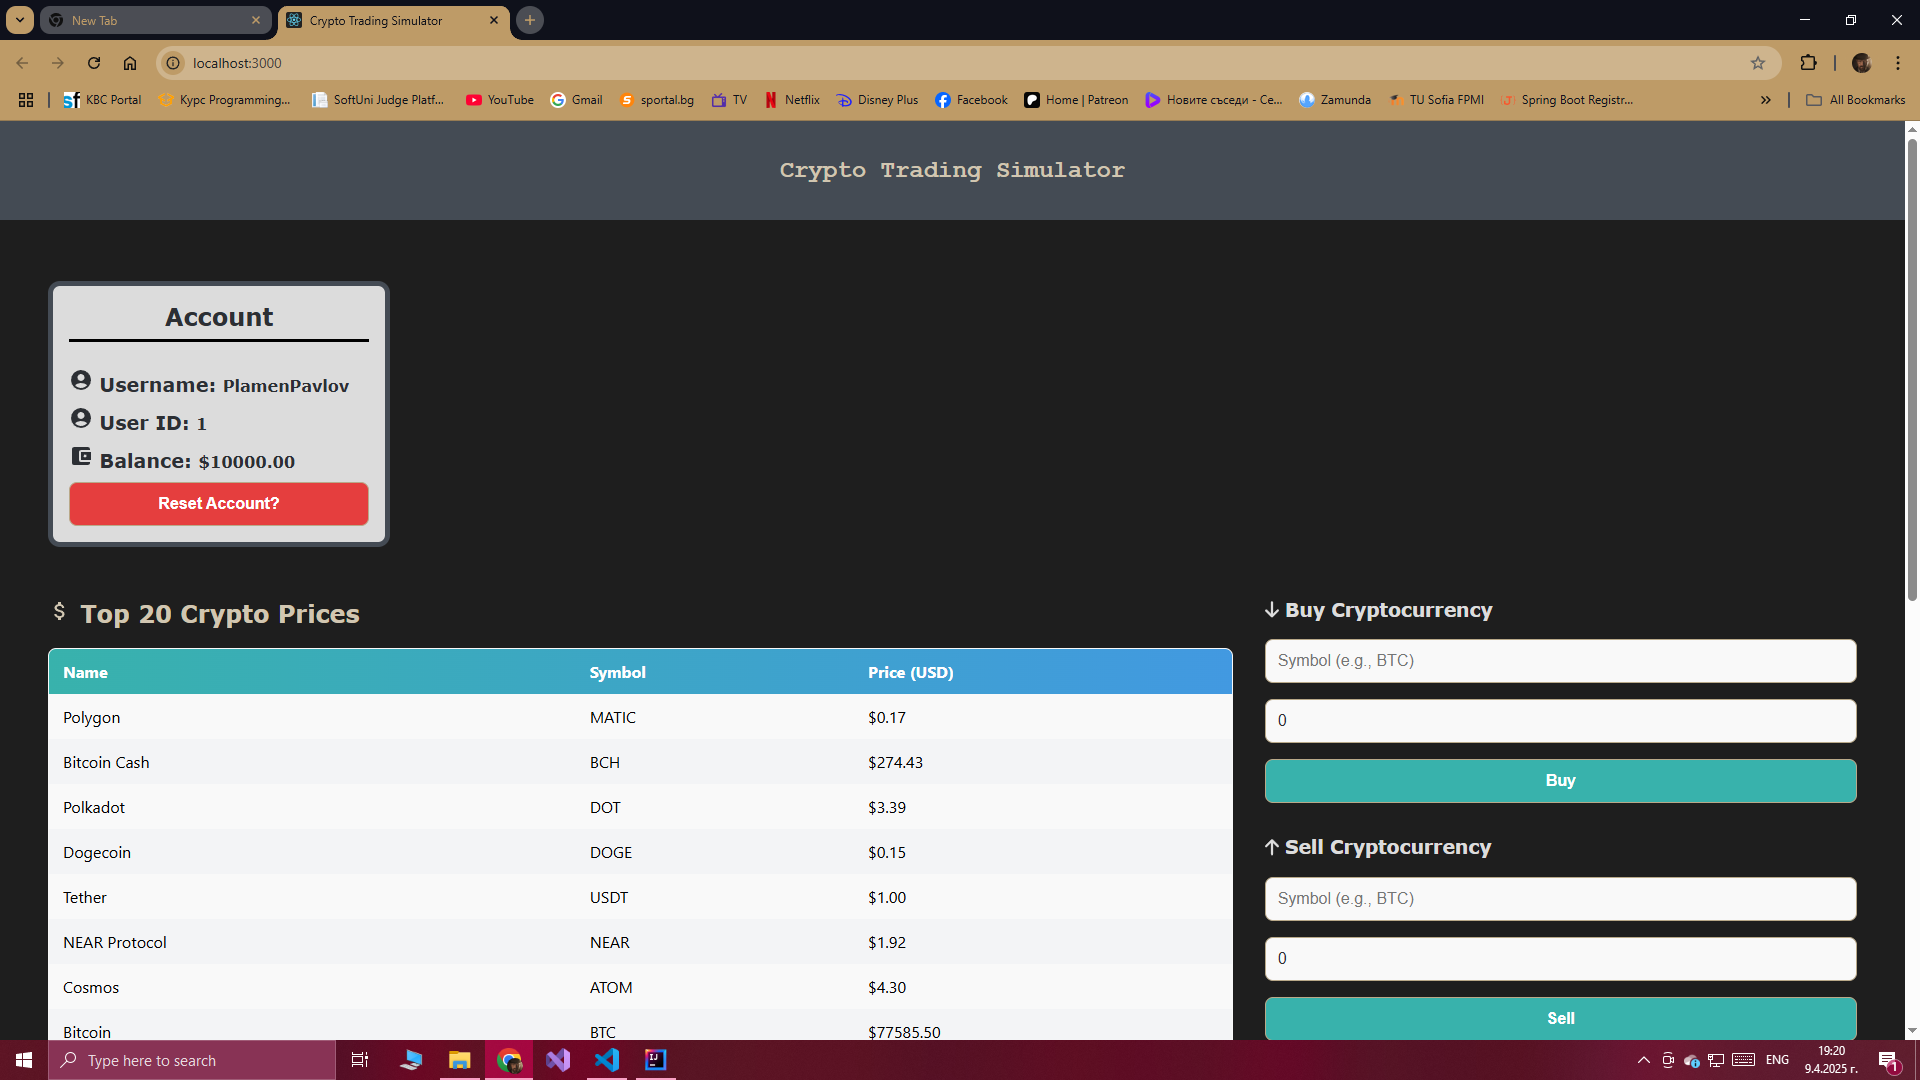 New Tab
Crypto Trading Simulator
localhost:3000
KBC Portal
Курс Programming...
SoftUni Judge Platf...
YouTube
Gmail
sportal.bg
TV
Netflix
Disney Plus
Facebook
Home | Patreon
Новите съседи - Се...
Zamunda
TU Sofia FPMI
Spring Boot Registr...
All Bookmarks
Crypto Trading Simulator
Account
Username: PlamenPavlov
User ID: 1
Balance: $10000.00
Reset Account?
$ Top 20 Crypto Prices
Name Symbol Price (USD)
Polygon MATIC $0.17
Bitcoin Cash BCH $274.43
Polkadot DOT $3.39
Dogecoin DOGE $0.15
Tether USDT $1.00
NEAR Protocol NEAR $1.92
Cosmos ATOM $4.30
Bitcoin BTC $77585.50
Buy Cryptocurrency
Symbol (e.g., BTC)
0
Buy
Sell Cryptocurrency
Symbol (e.g., BTC)
0
Sell
Type here to search
ENG
19:20
9.4.2025 г.
1